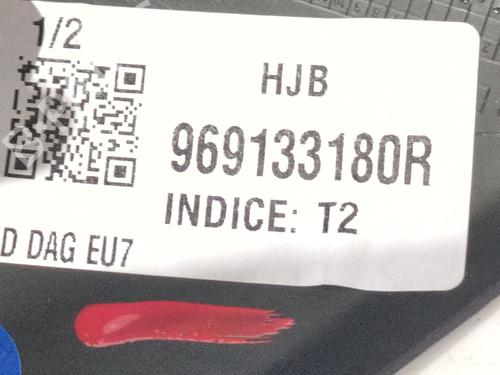 1/2
HJB
969133180R
INDICE: T2
D DAG EU7